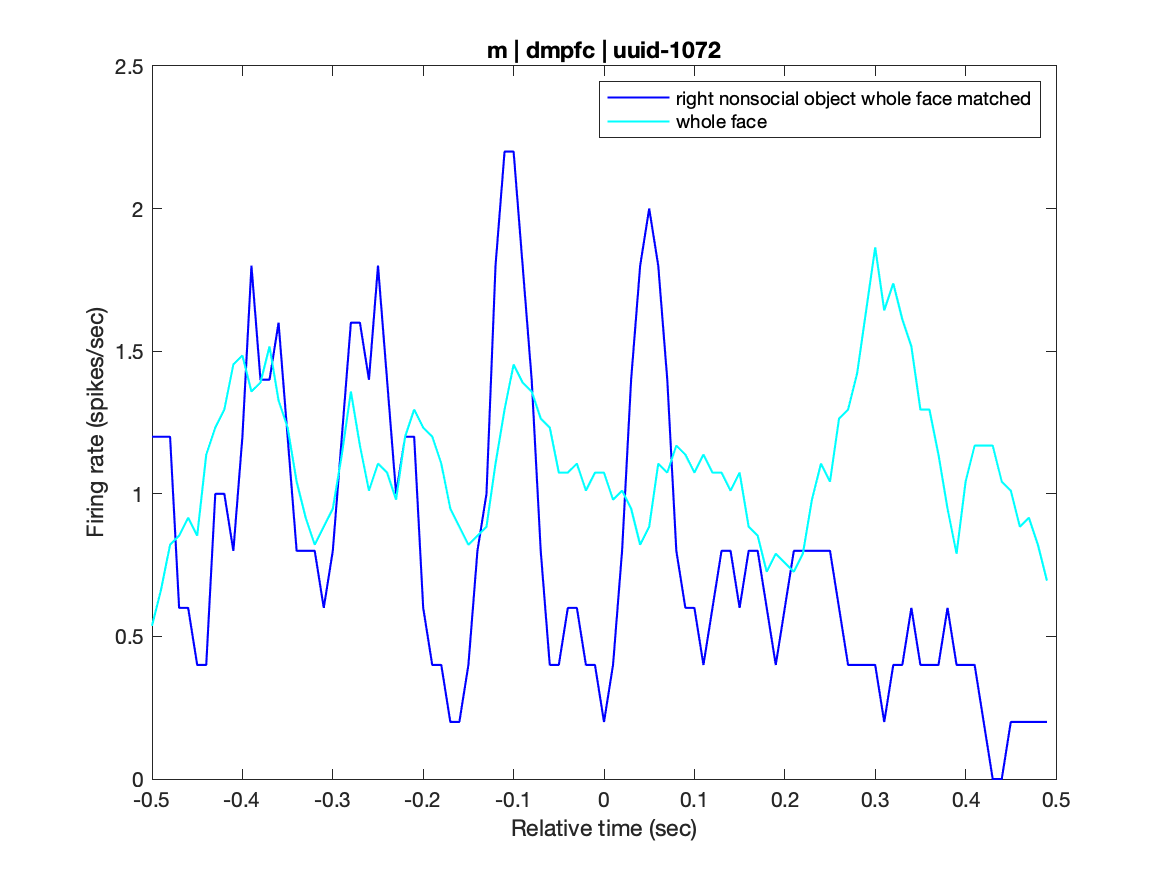 m | dmpfc | uuid-1072
2.5
right nonsocial object whole face matched
whole face
2
1.5
1
0.5
0
Firing rate (spikes/sec)
-0.5 -0.4 -0.3 -0.2 -0.1 0 0.1 0.2 0.3 0.4 0.5
Relative time (sec)